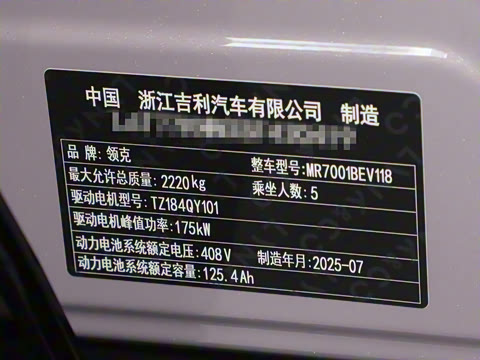 中国 浙江吉利汽车有限公司 制造
品 牌: 领克 整车型号: MR7001BEV118
最大允许总质量: 2220kg 乘坐人数: 5
驱动电机型号: TZ184QY101
驱动电机峰值功率: 175kW
动力电池系统额定电压: 408V 制造年月: 2025-07
动力电池系统额定容量: 125.4Ah